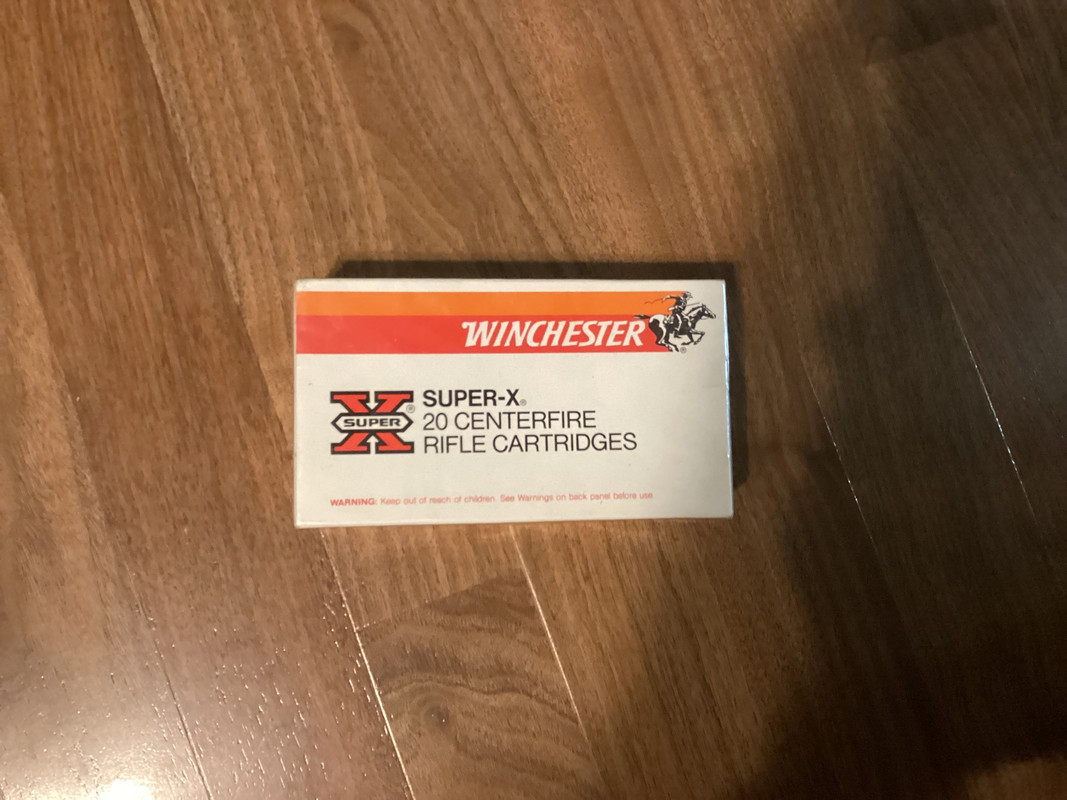 WINCHESTER
®
SUPER-X®
20 CENTERFIRE
RIFLE CARTRIDGES
X SUPER ®
WARNING: Keep out of reach of children. See Warnings on back panel before use.